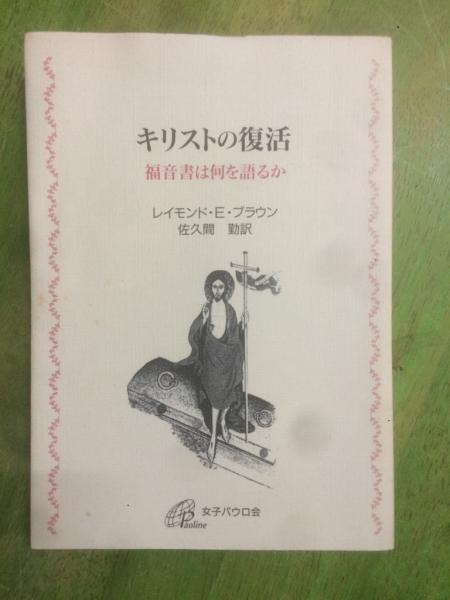 キリストの復活
福音書は何を語るか
レイモンド・E・ブラウン
佐久間 勤訳
Paoline 女子パウロ会